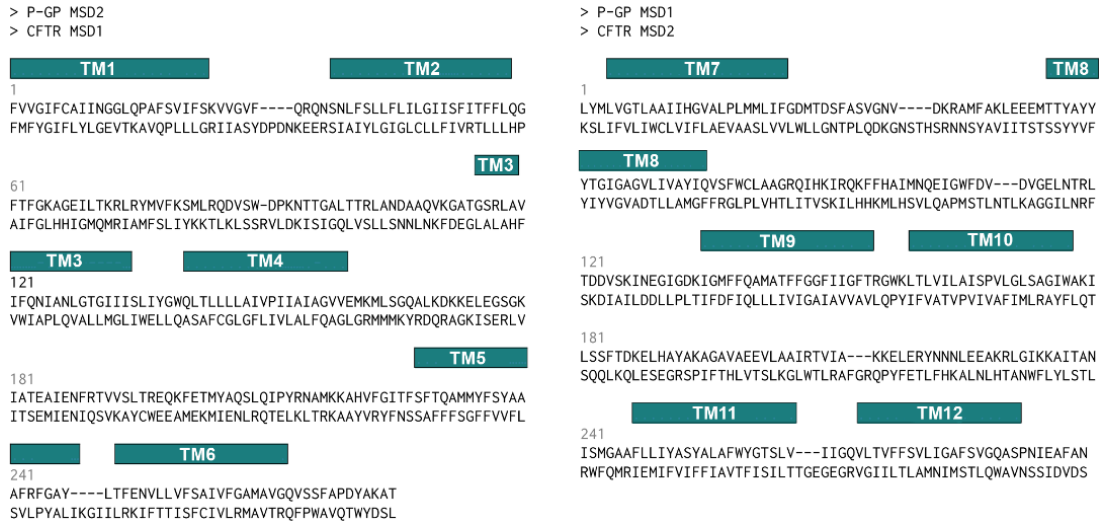 > P-GP MSD2
> CFTR MSD1
TM1 TM2
1
FVVGIFCAIINGGLQPAFSVIFSKVVGVF----QRQNSNLFSLLFLILGIISFITFFLQG
FMFYGIFLYLGEVTKAVQPLLLGRIIASYDPDNKEERSIAIYLGIGLCLLFIVRTLLLHP
TM3
61
FTFGKAGEILTKRLRYMVFKSMLRQDVSW-DPKNTTGALTTRLANDAAQVKGATGSRLAV
AIFGLHHIGMQMRIAMFSLIYKKTLKLSSRVLDKISIGQLVSLLSNNLNKFDEGLALAHF
TM3 TM4
121
IFQNIANLGTGIIISLIYGWQLTLLLLAIVPIIAIAGVVEMKMLSGQALKDKKELEGSGK
VWIAPLQVALLMGLIWELLQASAFCGLGFLIVLALFQAGLGRMMMKYRDQRAGKISERLV
TM5
181
IATEAIENFRTVVSLTREQKFETMYAQSLQIPYRNAMKKAHVFGITFSFTQAMMYFSYAA
ITSEMIENIQSVKAYCWEEAMEKMIENLRQTELKLTRKAAYVRYFNSSAFFFSGFFVVFL
TM6
241
AFRFGAY----LTFENVLLVFSAIVFGAMAVGQVSSFAPDYAKAT
SVLPYALIKGIILRKIFTTISFCIVLRMAVTRQFPWAVQTWYDSL
> P-GP MSD1
> CFTR MSD2
TM7 TM8
1
LYMLVGTLAAIIHGVALPLMMLIFGDMTDSFASVGNV----DKRAMFAKLEEEMTTYAYY
KSLIFVLIWCLVIFLAEVAASLVVLWLLGNTPLQDKGNSTHSRNNSYAVIITSTSSYYVF
TM8
61
YTGIGAGVLIVAYIQVSFWCLAAGRQIHKIRQKFFHAIMNQEIGWFDV---DVGELNTRL
YIYVGVADTLLAMGFFRGLPLVHTLITVSKILHHKMLHSVLQAPMSTLNTLKAGGILNRF
TM9 TM10
121
TDDVSKINEGIGDKIGMFFQAMATFFGGFIIGFTRGWKLTLVILAISPVLGLSAGIWAKI
SKDIAILDDLLPLTIFDFIQLLLIVIGAIAVVAVLQPYIFVATVPVIVAFIMLRAYFLQT
181
LSSFTDKELHAYAKAGAVAEEVLAAIRTVIA---KKELERYNNNLEEAKRLGIKKAITAN
SQQLKQLESEGRSPIFTHLVTSLKGLWTLRAFGRQPYFETLFHKALNLHTANWFLYLSTL
TM11 TM12
241
ISMGAAFLLIYASYALAFWYGTSLV---IIGQVLTVFFSVLIGAFSVGQASPNIEAFAN
RWFQMRIEMIFVIFFIAVTFISILTTGEGEGRVGIILTLAMNIMSTLQWAVNSSIDVDS